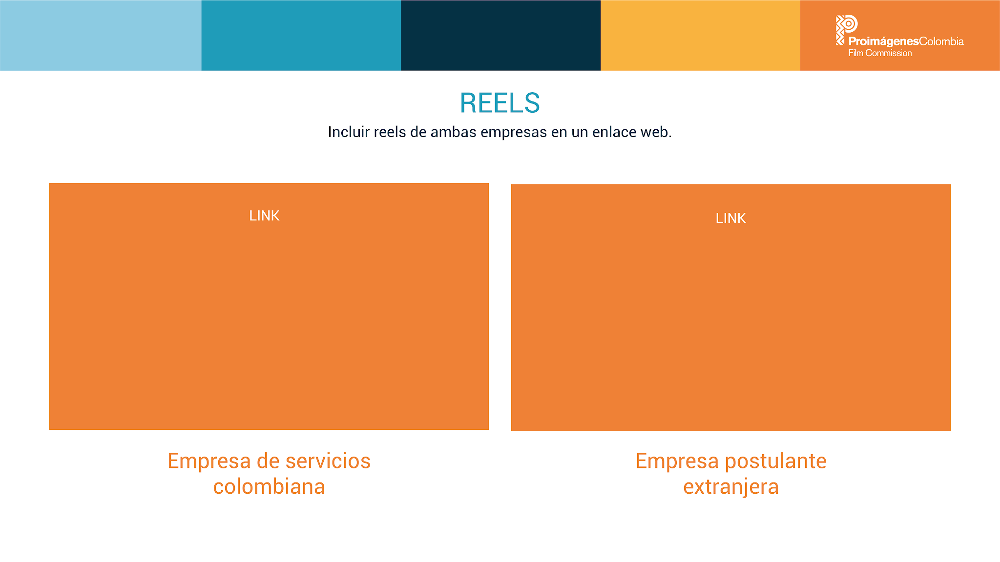 ProimágenesColombia
Film Commission
REELS
Incluir reels de ambas empresas en un enlace web.
LINK
LINK
Empresa de servicios
colombiana
Empresa postulante
extranjera